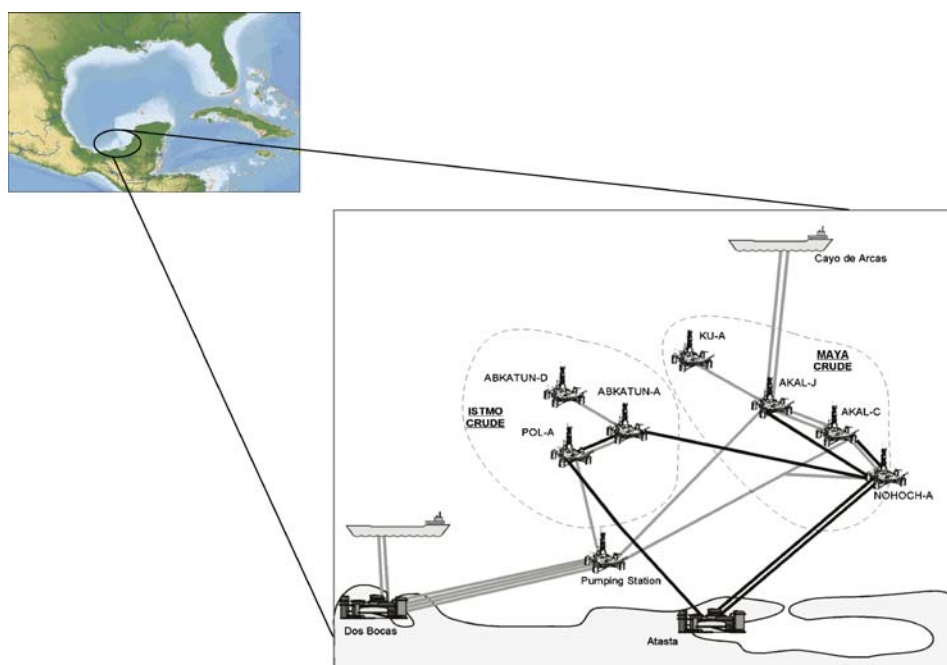 Cayo de Arcas
KU-A
MAYA
CRUDE
ABKATUN-D
ABKATUN-A
AKAL-J
ISTMO
CRUDE
AKAL-C
POL-A
NOHOCH-A
Pumping Station
Dos Bocas
Atasta